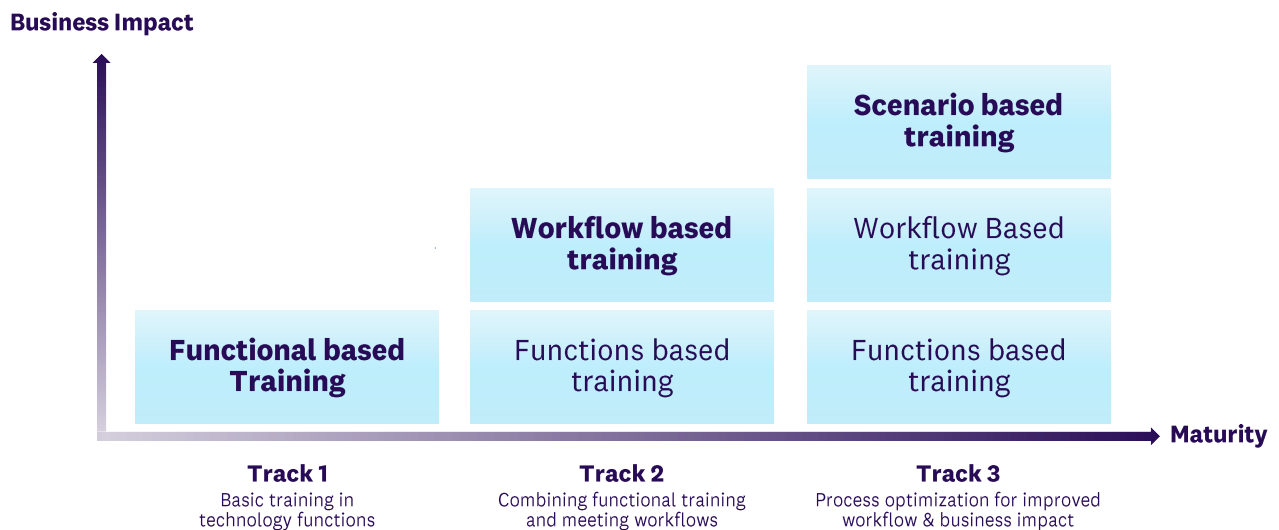 Business Impact
Scenario based
training
Workflow based
training
Workflow Based
training
Functional based
Training
Functions based
training
Functions based
training
Maturity
Track 1
Basic training in
technology functions
Track 2
Combining functional training
and meeting workflows
Track 3
Process optimization for improved
workflow & business impact